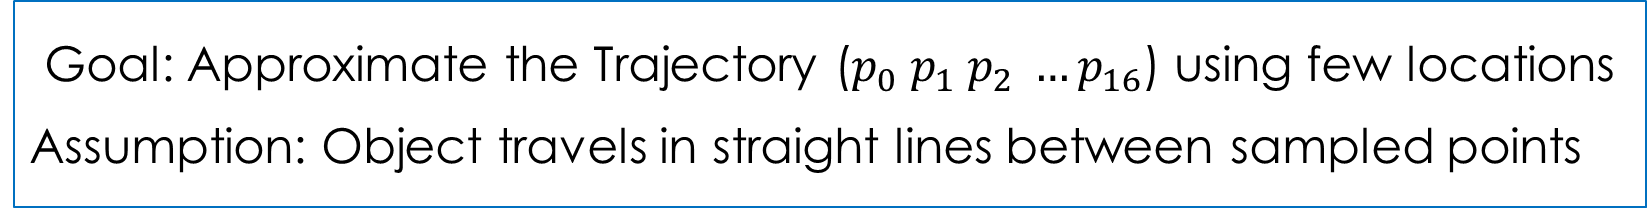 Goal: Approximate the Trajectory (p₀ p₁ p₂ …p₁₆) using few locations
Assumption: Object travels in straight lines between sampled points